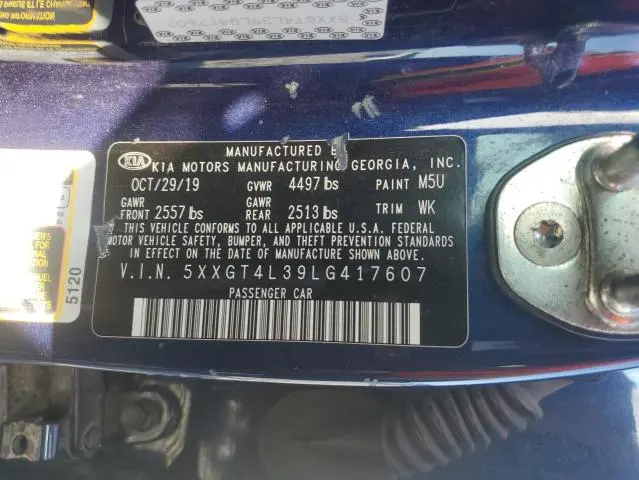 5XXGT4L39LG417607
KIA
MANUFACTURED BY
KIA MOTORS MANUFACTURING GEORGIA, INC.
OCT/29/19 GVWR 4497 lbs PAINT M5U
GAWR FRONT 2557 lbs GAWR REAR 2513 lbs TRIM WK
THIS VEHICLE CONFORMS TO ALL APPLICABLE U.S.A. FEDERAL
MOTOR VEHICLE SAFETY, BUMPER, AND THEFT PREVENTION STANDARDS
IN EFFECT ON THE DATE OF MANUFACTURE SHOWN ABOVE.
V.I.N. 5XXGT4L39LG417607
PASSENGER CAR
5120